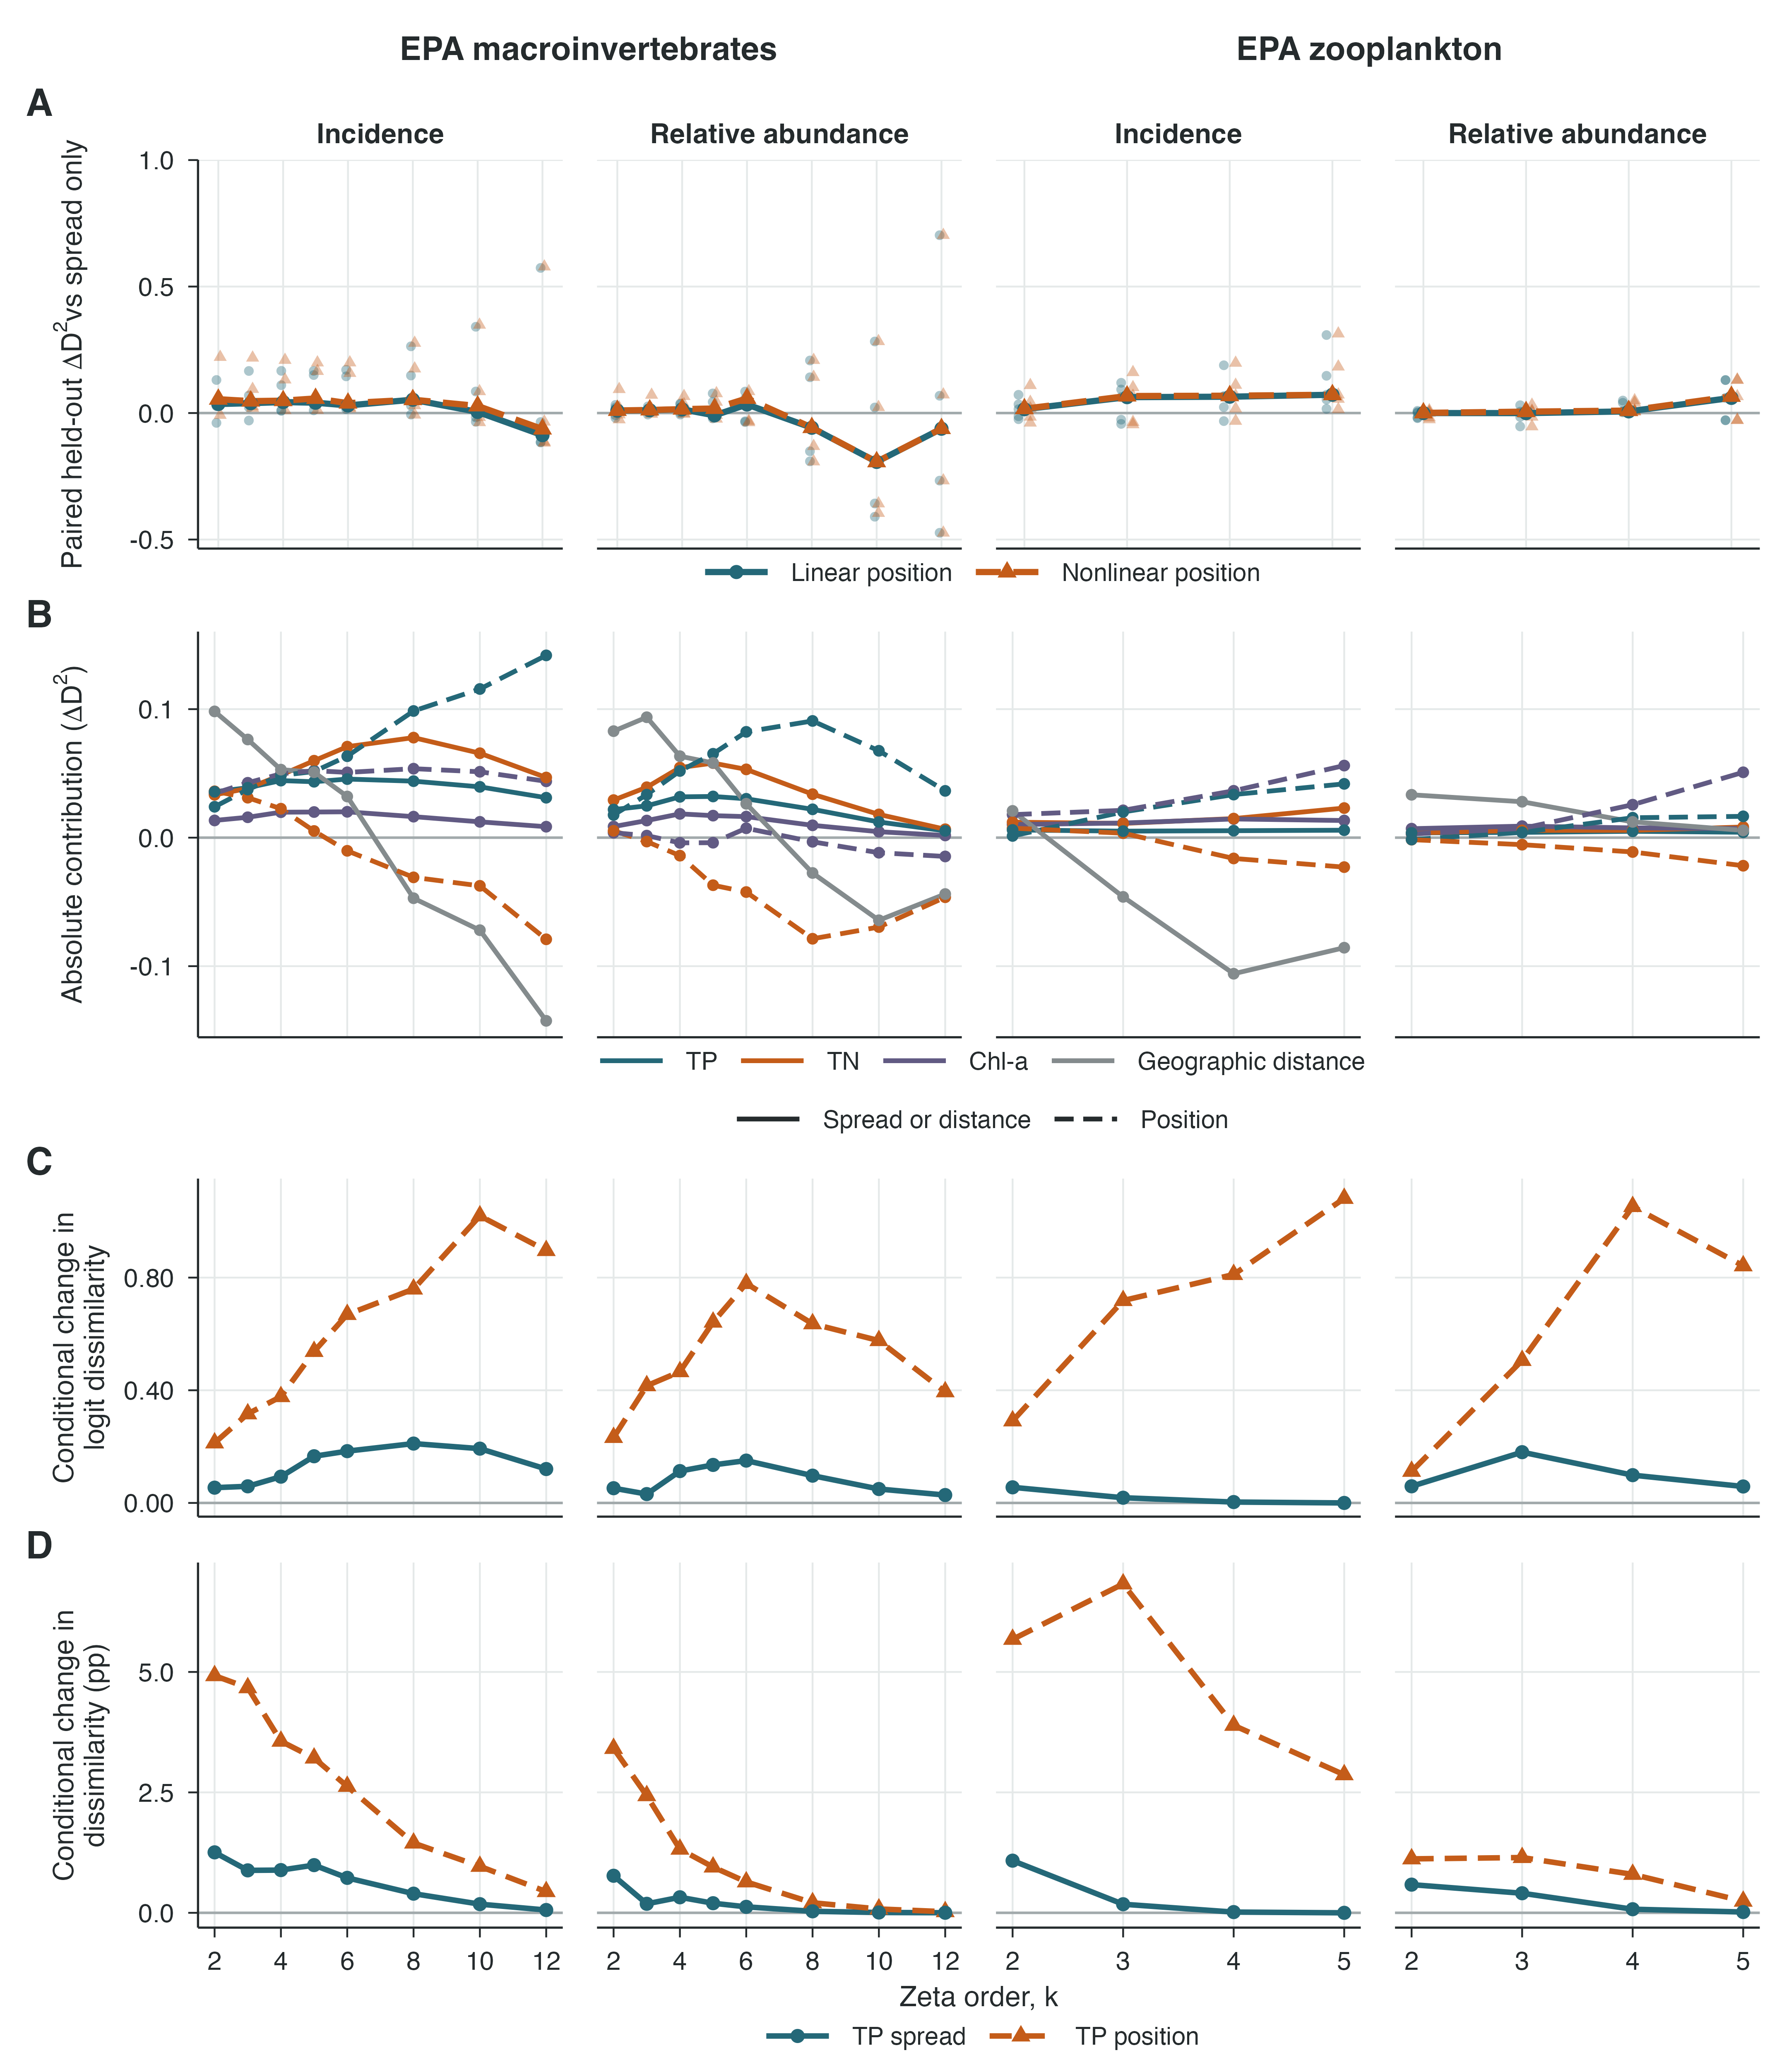 EPA macroinvertebrates EPA zooplankton
A
Incidence Relative abundance Incidence Relative abundance
Paired held-out ΔD²vs spread only
1.0
0.5
0.0
-0.5
Linear position Nonlinear position
B
Absolute contribution (ΔD²)
0.1
0.0
-0.1
TP TN Chl-a Geographic distance
Spread or distance Position
C
Conditional change in
logit dissimilarity
0.80
0.40
0.00
D
Conditional change in
dissimilarity (pp)
5.0
2.5
0.0
2 4 6 8 10 12 2 4 6 8 10 12 2 3 4 5 2 3 4 5
Zeta order, k
TP spread TP position